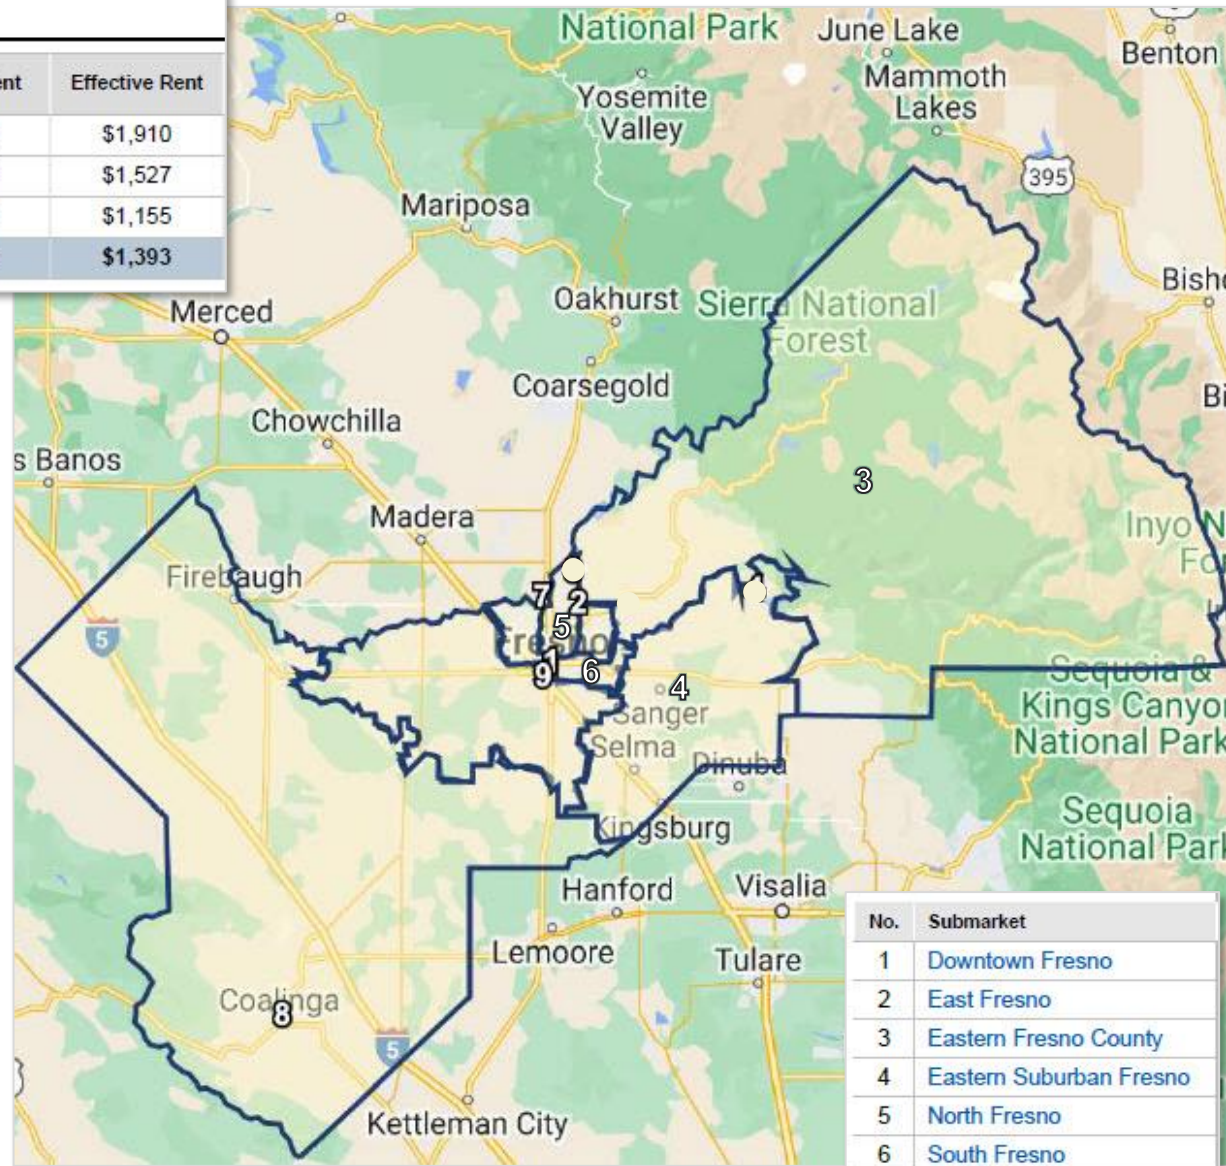 Effective Rent
$1,910
$1,527
$1,155
$1,393
National Park
June Lake
Benton
Mammoth
Lakes
Yosemite
Valley
395
Mariposa
Merced
Oakhurst
Sierra National
Forest
Coarsegold
Chowchilla
s Banos
Madera
3
Firebaugh
5
7
2
5
Fresno
1
9
6
4
Sanger
Selma
Dinuba
Sequoia &
Kings Canyon
National Park
Sequoia
National Park
Kingsburg
Hanford
Visalia
Lemoore
Tulare
Coalinga
8
5
Kettleman City
No. Submarket
1 Downtown Fresno
2 East Fresno
3 Eastern Fresno County
4 Eastern Suburban Fresno
5 North Fresno
6 South Fresno